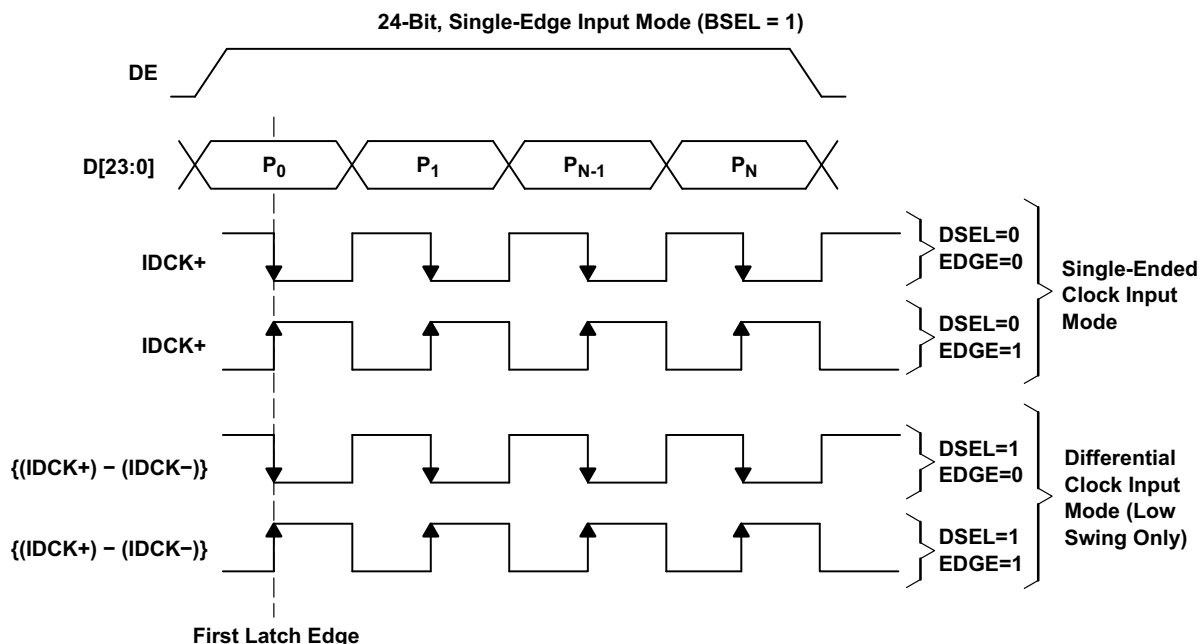 24-Bit, Single-Edge Input Mode (BSEL = 1)
DE
D[23:0]
P0
P1
PN-1
PN
IDCK+
DSEL=0
EDGE=0
IDCK+
DSEL=0
EDGE=1
Single-Ended
Clock Input
Mode
{(IDCK+) − (IDCK−)}
DSEL=1
EDGE=0
{(IDCK+) − (IDCK−)}
DSEL=1
EDGE=1
Differential
Clock Input
Mode (Low
Swing Only)
First Latch Edge